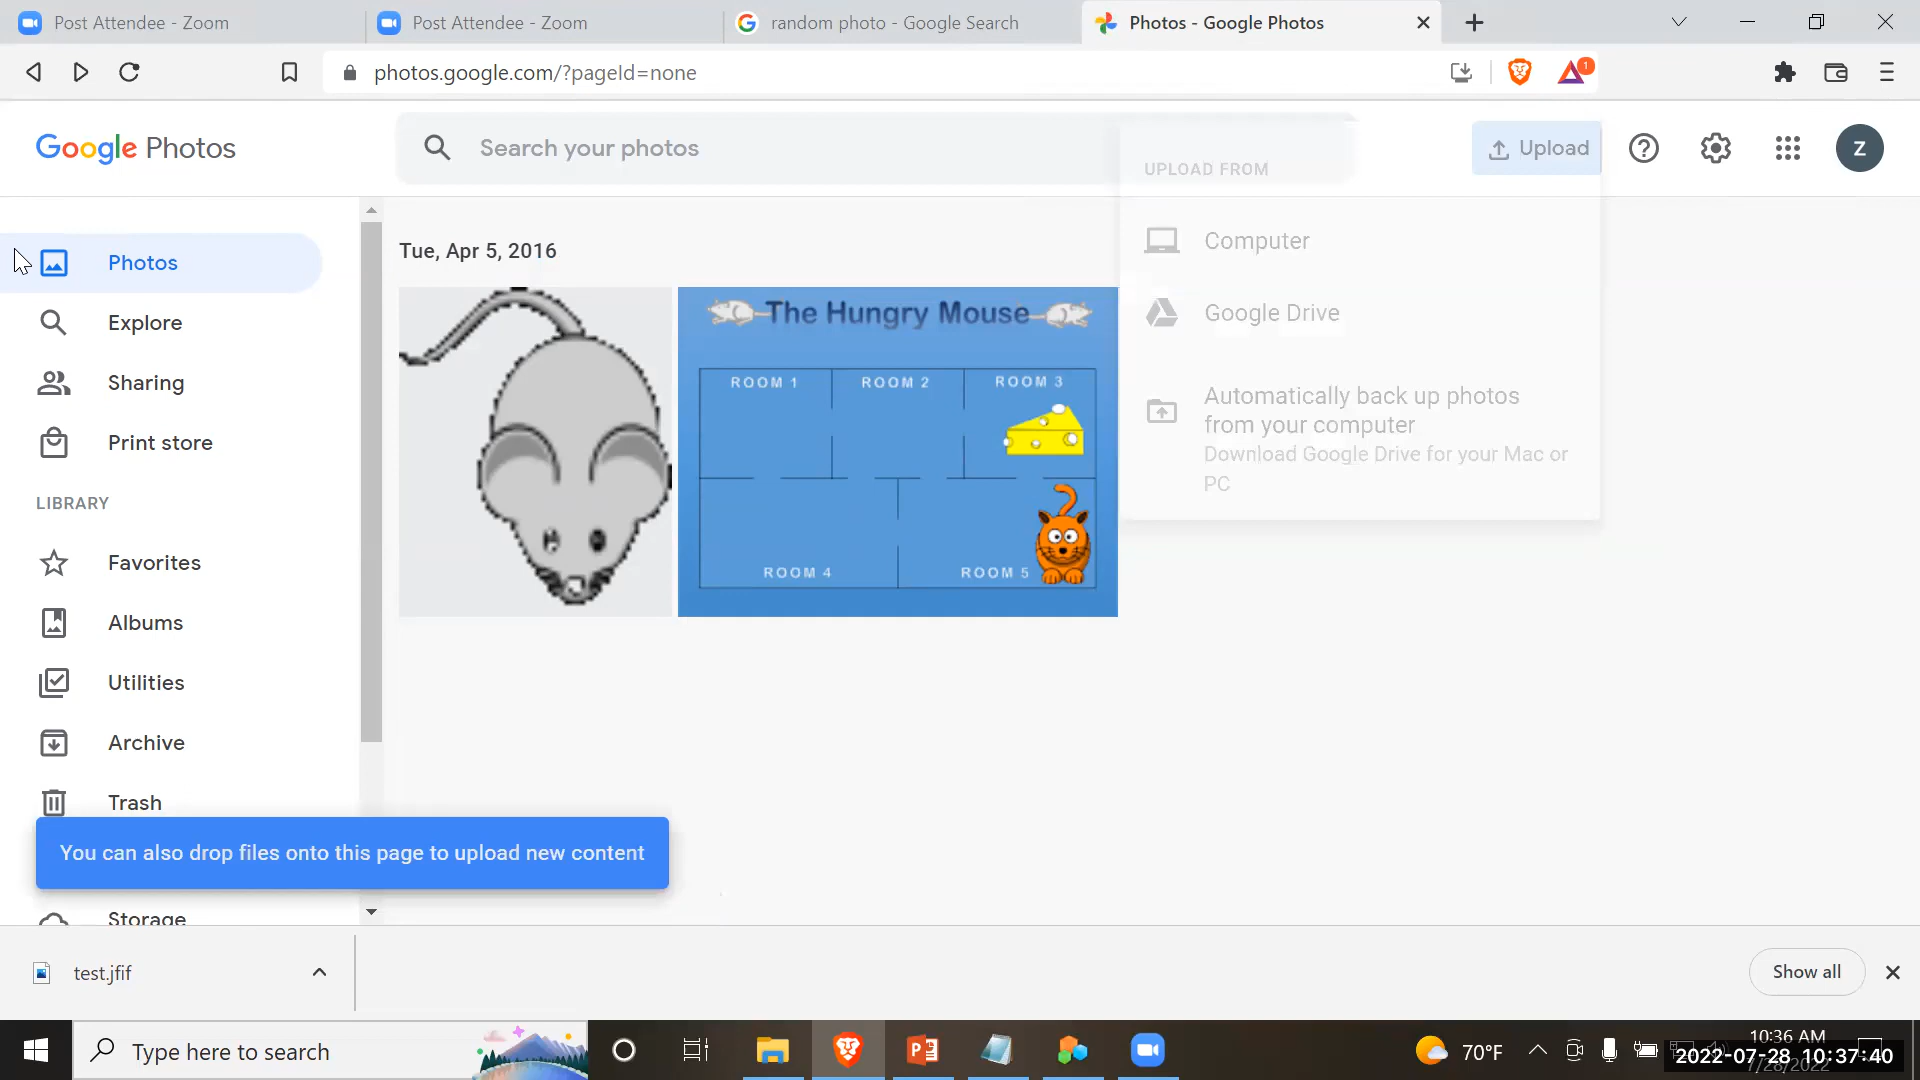 Post Attendee - Zoom
Post Attendee - Zoom
random photo - Google Search
Photos - Google Photos
photos.google.com/?pageId=none
1
Google Photos
Search your photos
Upload
z
UPLOAD FROM
Computer
Google Drive
Automatically back up photos
from your computer
Download Google Drive for your Mac or
PC
Photos
Explore
Sharing
Print store
LIBRARY
Favorites
Albums
Utilities
Archive
Trash
Storage
Tue, Apr 5, 2016
The Hungry Mouse
ROOM 1
ROOM 2
ROOM 3
ROOM 4
ROOM 5
You can also drop files onto this page to upload new content
test.jfif
Show all
Type here to search
70°F
10:36 AM
7/28/2022
2022-07-28 10:37:40